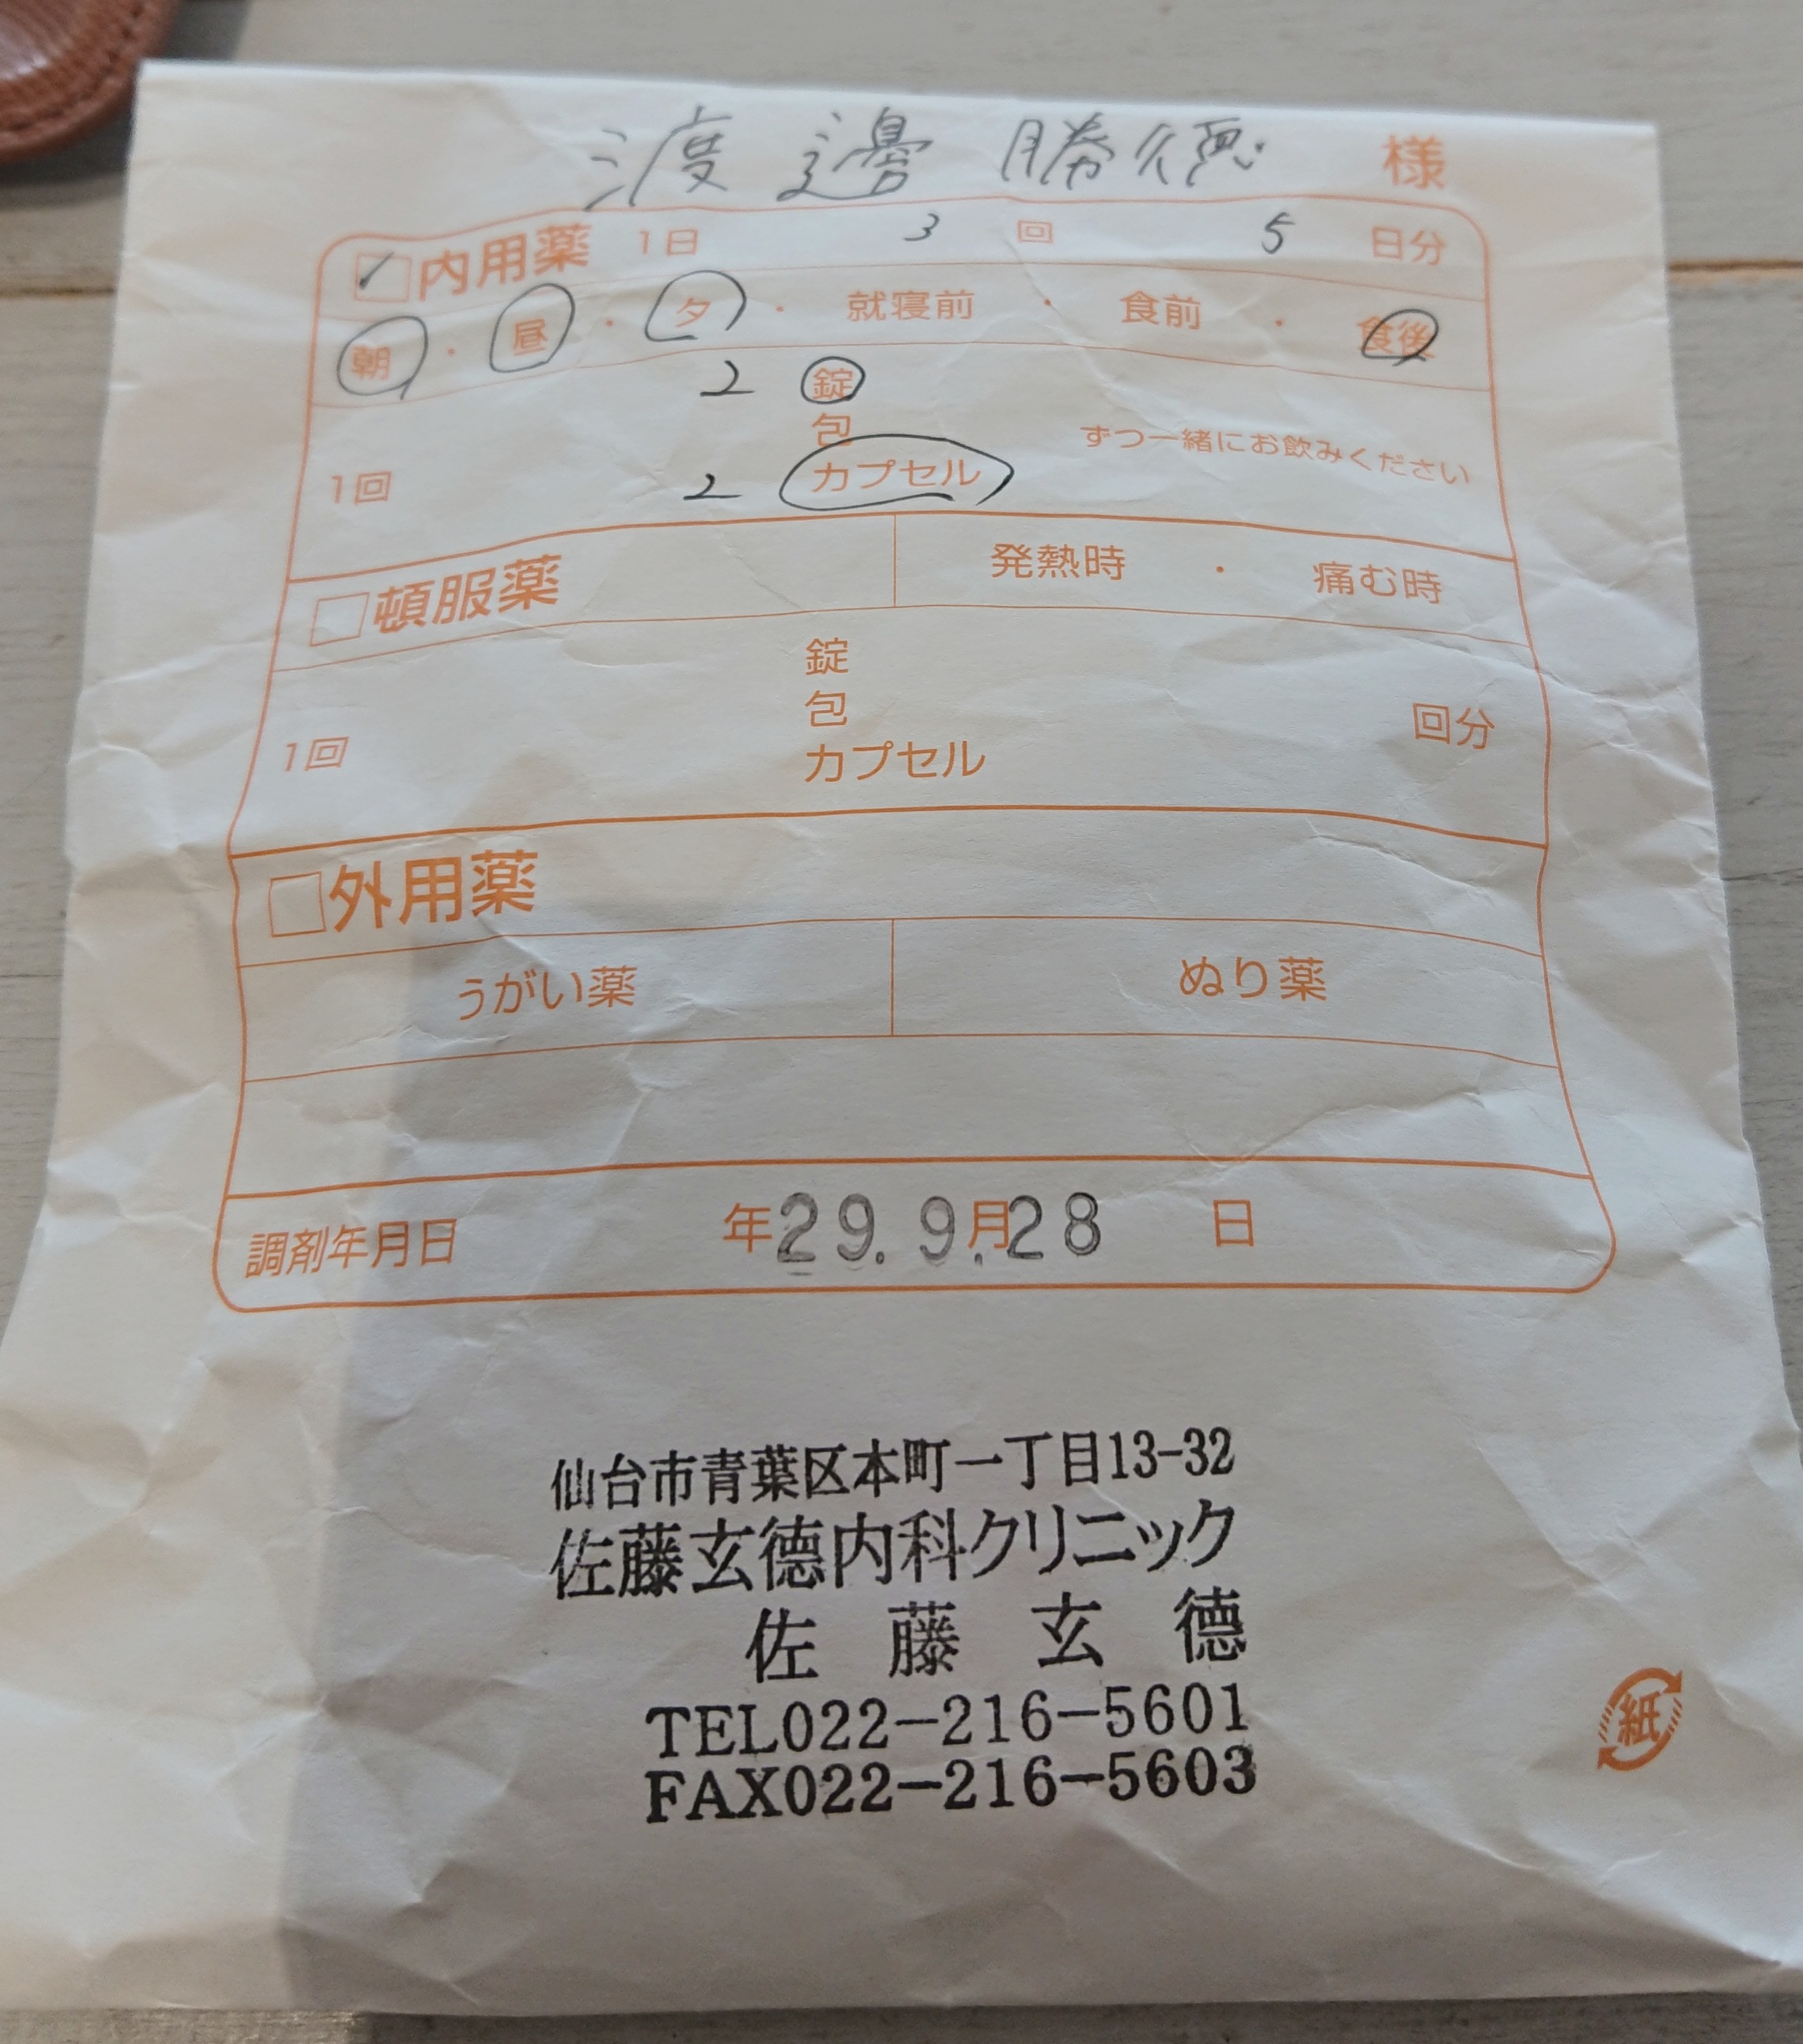 渡邊勝徳 様
✓内用薬 1日 3 回 5 日分
朝・昼・夕・就寝前・食前・食後
2 錠
包
1回 2 カプセル ずつ一緒にお飲みください
□頓服薬 発熱時・痛む時
錠
包
1回 カプセル 回分
□外用薬
うがい薬 ぬり薬
調剤年月日 年29.9月.28 日
仙台市青葉区本町一丁目13-32
佐藤玄徳内科クリニック
佐藤玄徳
TEL022-216-5601
FAX022-216-5603
紙